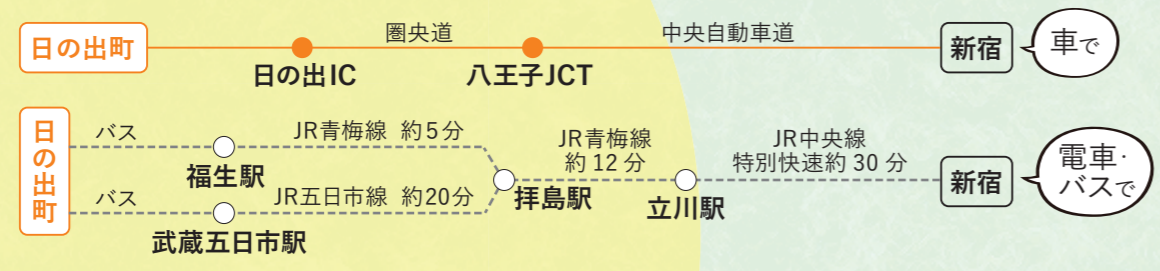 日の出町
圏央道
中央自動車道
新宿
車で
日の出IC
八王子JCT
日の出町
バス
JR青梅線 約5分
福生駅
バス
JR五日市線 約20分
武蔵五日市駅
拝島駅
JR青梅線
約12分
立川駅
JR中央線
特別快速約30分
新宿
電車・
バスで